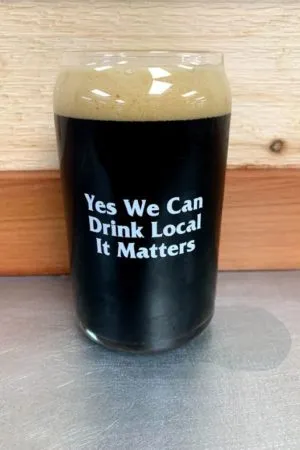 Yes We Can
Drink Local
It Matters